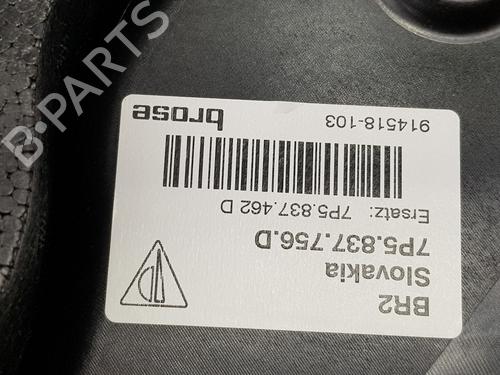 BR2
Slovakia
7P5.837.756.D
Ersatz: 7P5.837.462 D
914518-103
brose
B-PARTS